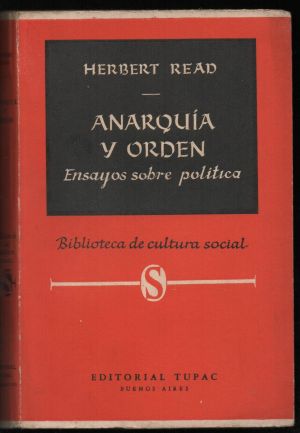 HERBERT READ
ANARQUÍA
Y ORDEN
Ensayos sobre política
Biblioteca de cultura social
S
EDITORIAL TUPAC
BUENOS AIRES